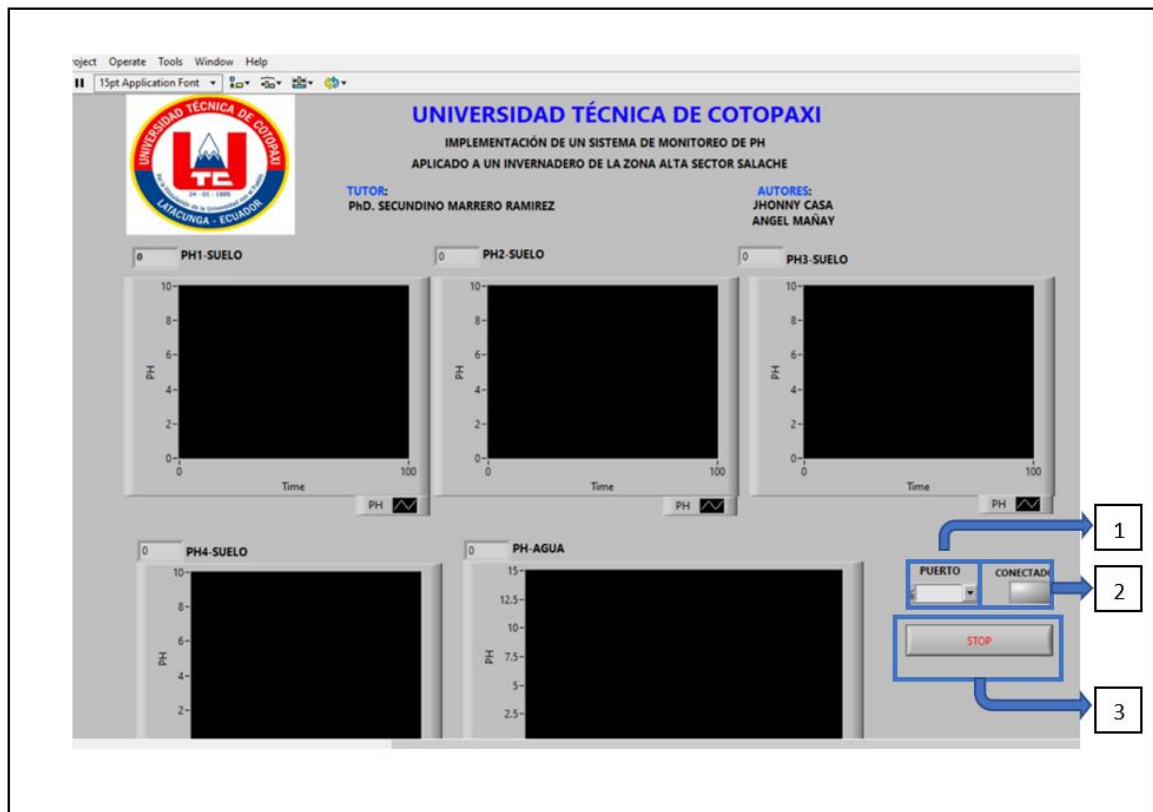 roject Operate Tools Window Help
15pt Application Font
UNIVERSIDAD TÉCNICA DE COTOPAXI
LATACUNGA - ECUADOR
UTC
24 - 01 - 1995
UNIVERSIDAD TÉCNICA DE COTOPAXI
IMPLEMENTACIÓN DE UN SISTEMA DE MONITOREO DE PH
APLICADO A UN INVERNADERO DE LA ZONA ALTA SECTOR SALACHE
TUTOR:
PhD. SECUNDINO MARRERO RAMIREZ
AUTORES:
JHONNY CASA
ANGEL MAÑAY
0 PH1-SUELO
10
8
6
4
2
0
PH
0 100
Time
PH
0 PH2-SUELO
10
8
6
4
2
0
PH
0 100
Time
PH
0 PH3-SUELO
10
8
6
4
2
0
PH
0 100
Time
PH
0 PH4-SUELO
10
8
6
4
2
PH
0 PH-AGUA
15
12.5
10
7.5
5
2.5
PH
PUERTO
CONECTADO
STOP
1
2
3